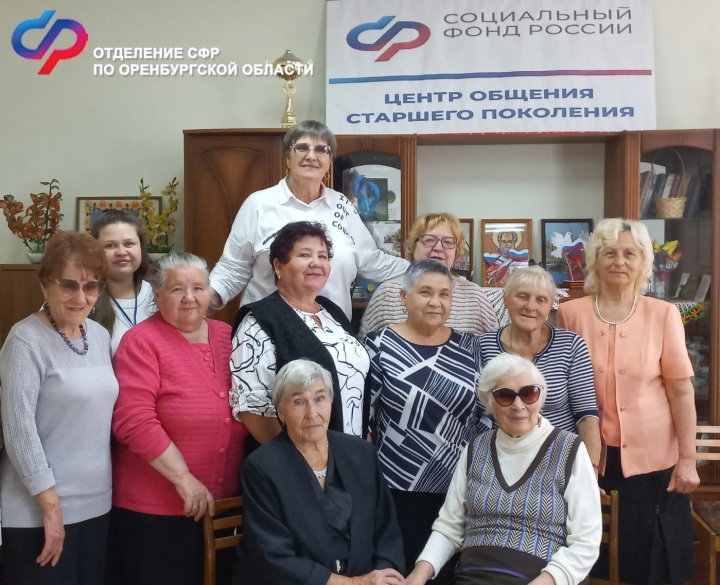 ОТДЕЛЕНИЕ СФР
ПО ОРЕНБУРГСКОЙ ОБЛАСТИ
СОЦИАЛЬНЫЙ
ФОНД РОССИИ
ЦЕНТР ОБЩЕНИЯ
СТАРШЕГО ПОКОЛЕНИЯ